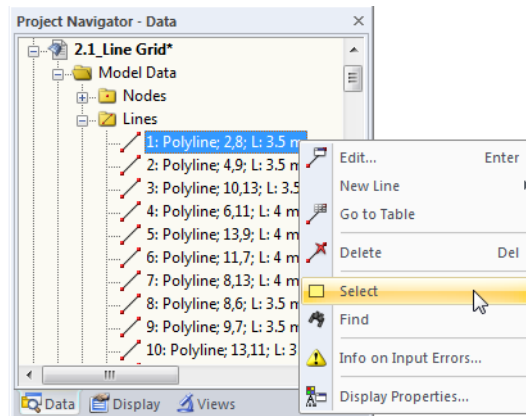 Project Navigator - Data
2.1_Line Grid*
Model Data
Nodes
Lines
1: Polyline; 2,8; L: 3.5 m
2: Polyline; 4,9; L: 3.5 m
3: Polyline; 10,13; L: 3.5
4: Polyline; 6,11; L: 4 m
5: Polyline; 13,9; L: 4 m
6: Polyline; 11,7; L: 4 m
7: Polyline; 8,13; L: 4 m
8: Polyline; 8,6; L: 3.5 m
9: Polyline; 9,7; L: 3.5 m
10: Polyline; 13,11; L: 3
Data Display Views
Edit... Enter
New Line
Go to Table
Delete Del
Select
Find
Info on Input Errors...
Display Properties...